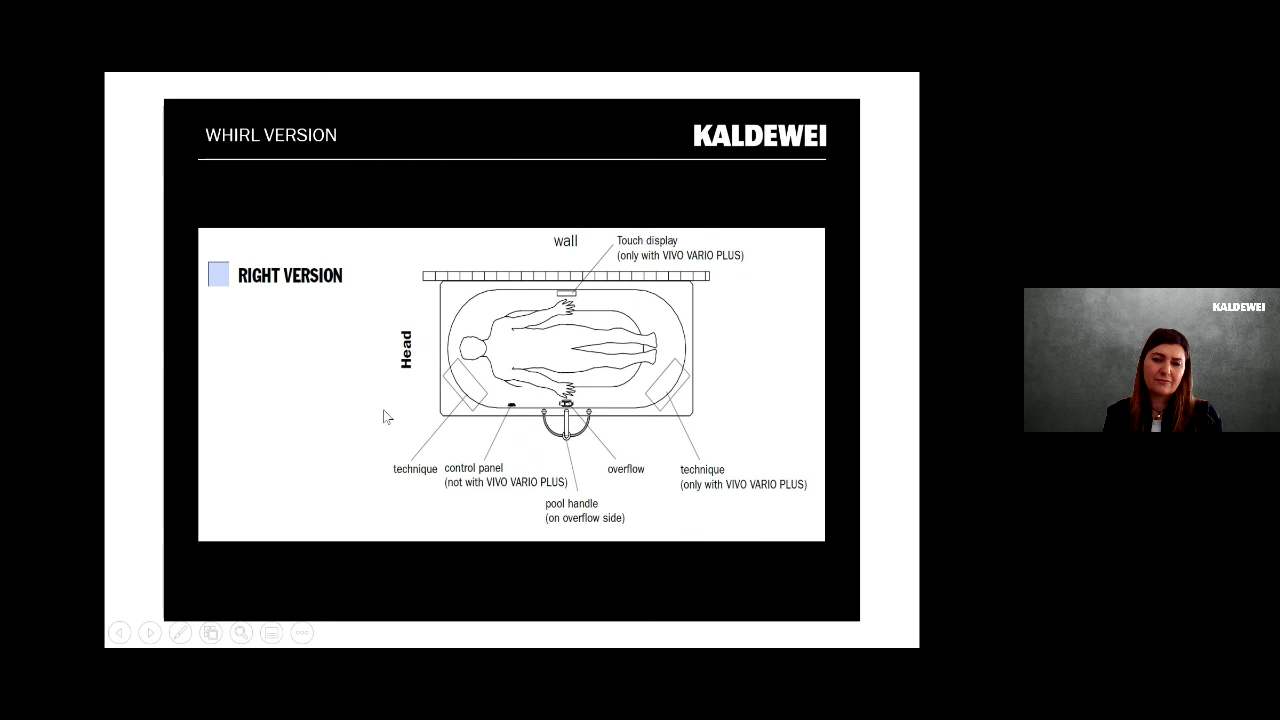 WHIRL VERSION
KALDEWEI
wall
Touch display
(only with VIVO VARIO PLUS)
RIGHT VERSION
Head
technique
control panel
(not with VIVO VARIO PLUS)
overflow
technique
(only with VIVO VARIO PLUS)
pool handle
(on overflow side)
KALDEWEI